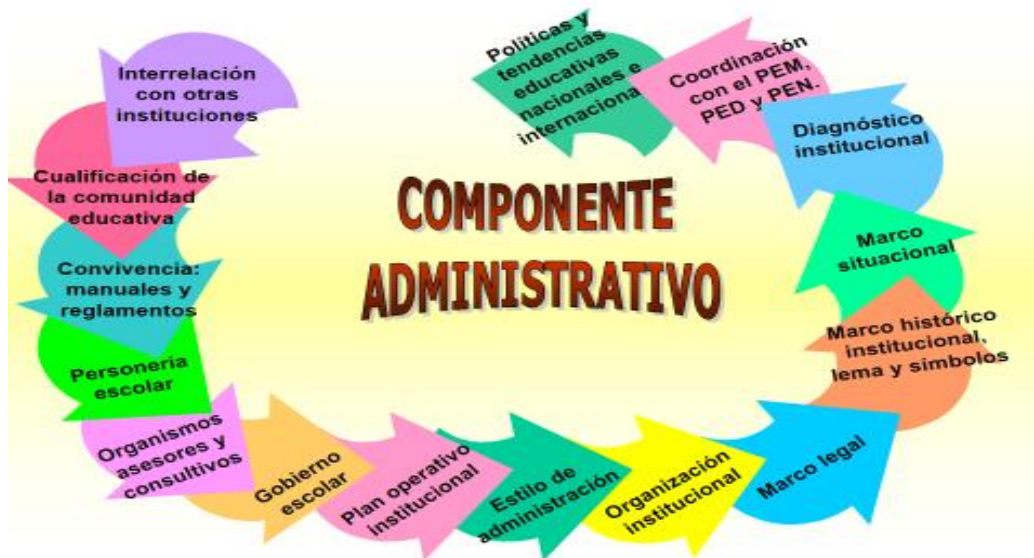 Interrelación
con otras
instituciones
Cualificación de
la comunidad
educativa
Convivencia:
manuales y
reglamentos
Personería
escolar
Organismos
asesores y
consultivos
Gobierno
escolar
Plan operativo
institucional
Estilo de
administración
Organización
institucional
Marco legal
Marco histórico
institucional,
lema y símbolos
Marco
situacional
Diagnóstico
institucional
Coordinación
con el PEM,
PED y PEN.
Políticas y
tendencias
educativas
nacionales e
internaciona
COMPONENTE
ADMINISTRATIVO